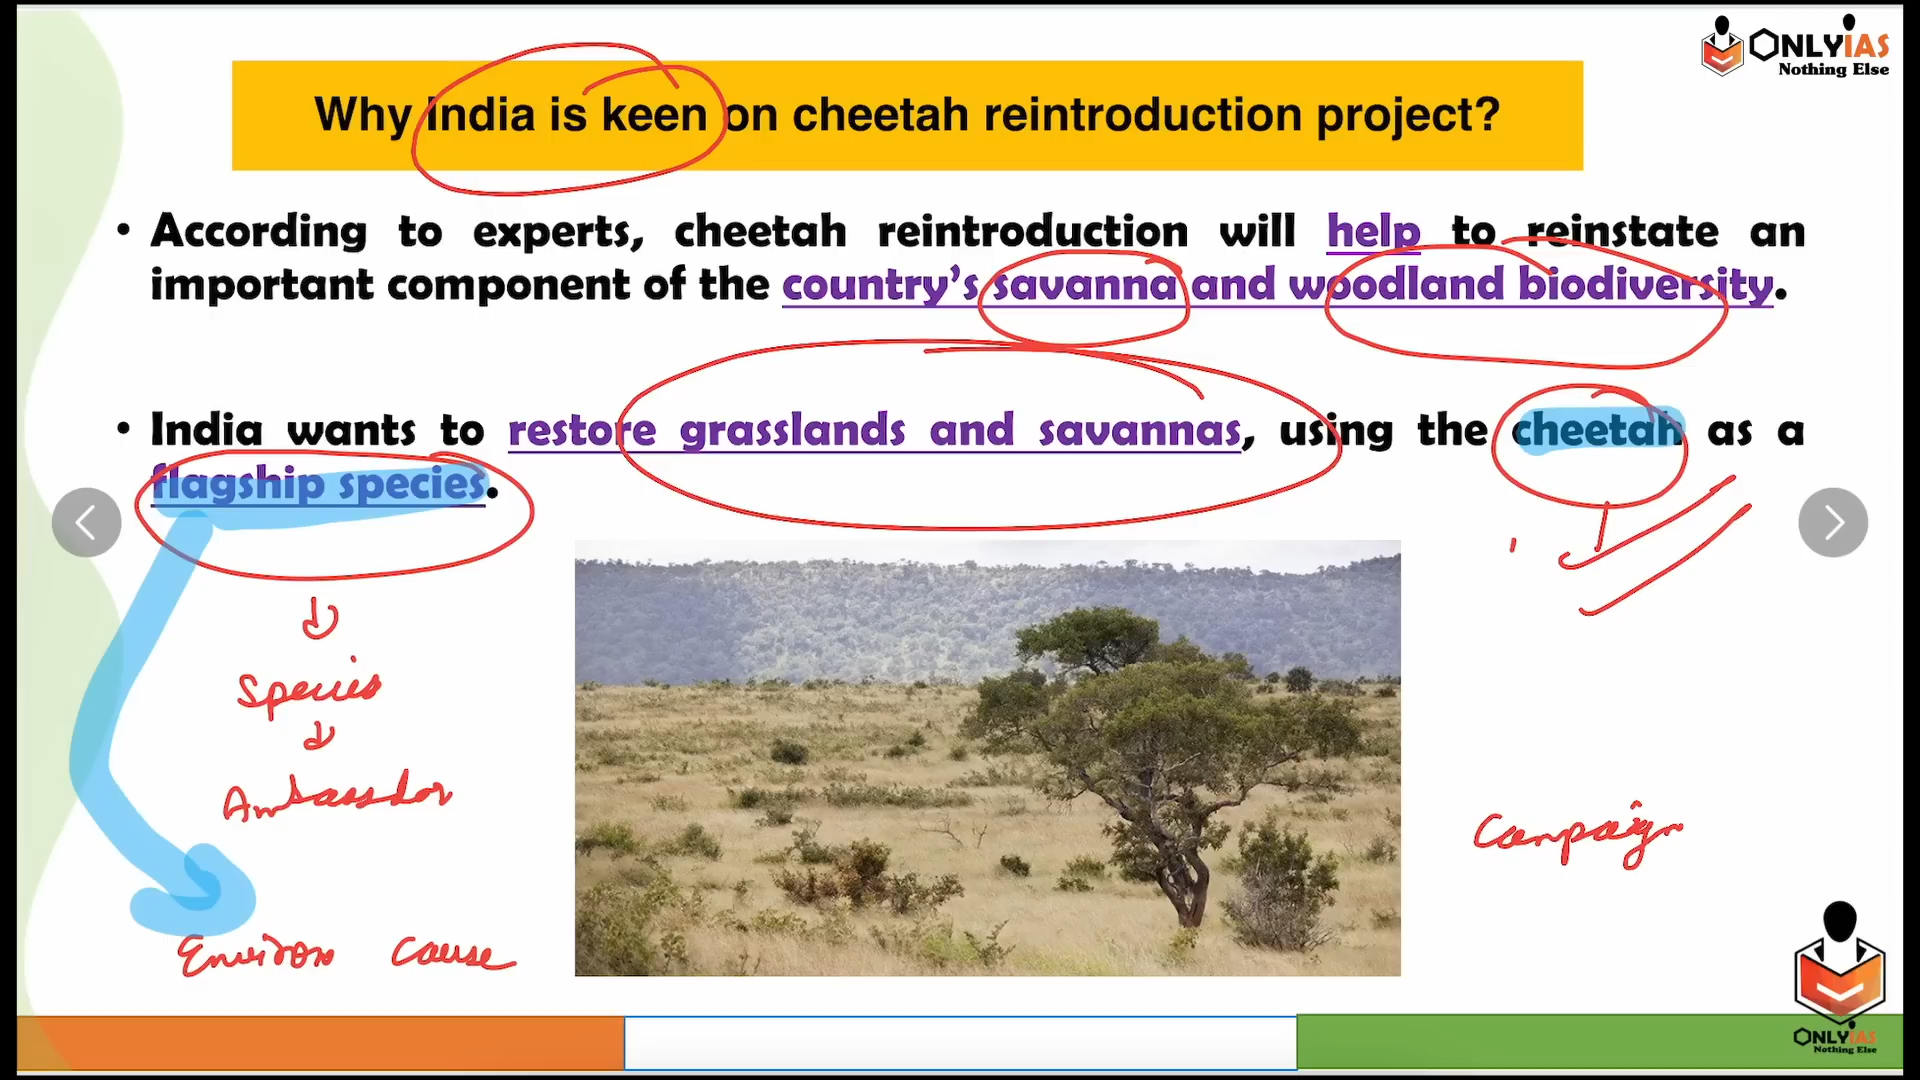 ONLYIAS
Nothing Else
Why India is keen on cheetah reintroduction project?
• According to experts, cheetah reintroduction will help to reinstate an
important component of the country's savanna and woodland biodiversity.
• India wants to restore grasslands and savannas, using the cheetah as a
flagship species.
Species
Ambassdor
Campaign
Environ Cause
ONLYIAS
Nothing Else